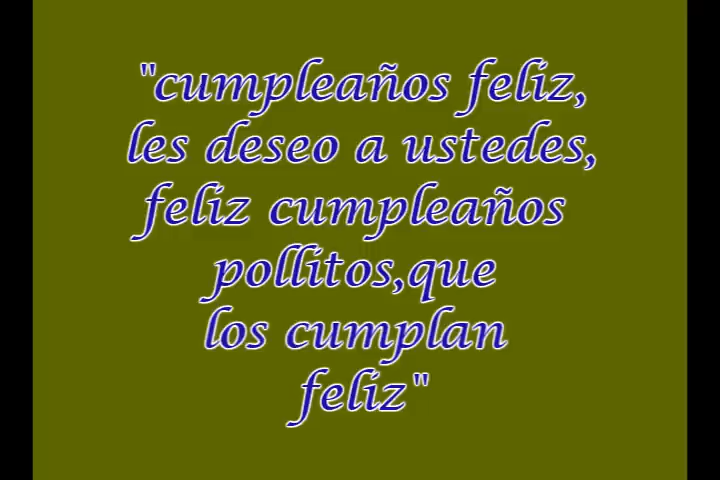 "cumpleaños feliz,
les deseo a ustedes,
feliz cumpleaños
pollitos,que
los cumplan
feliz"